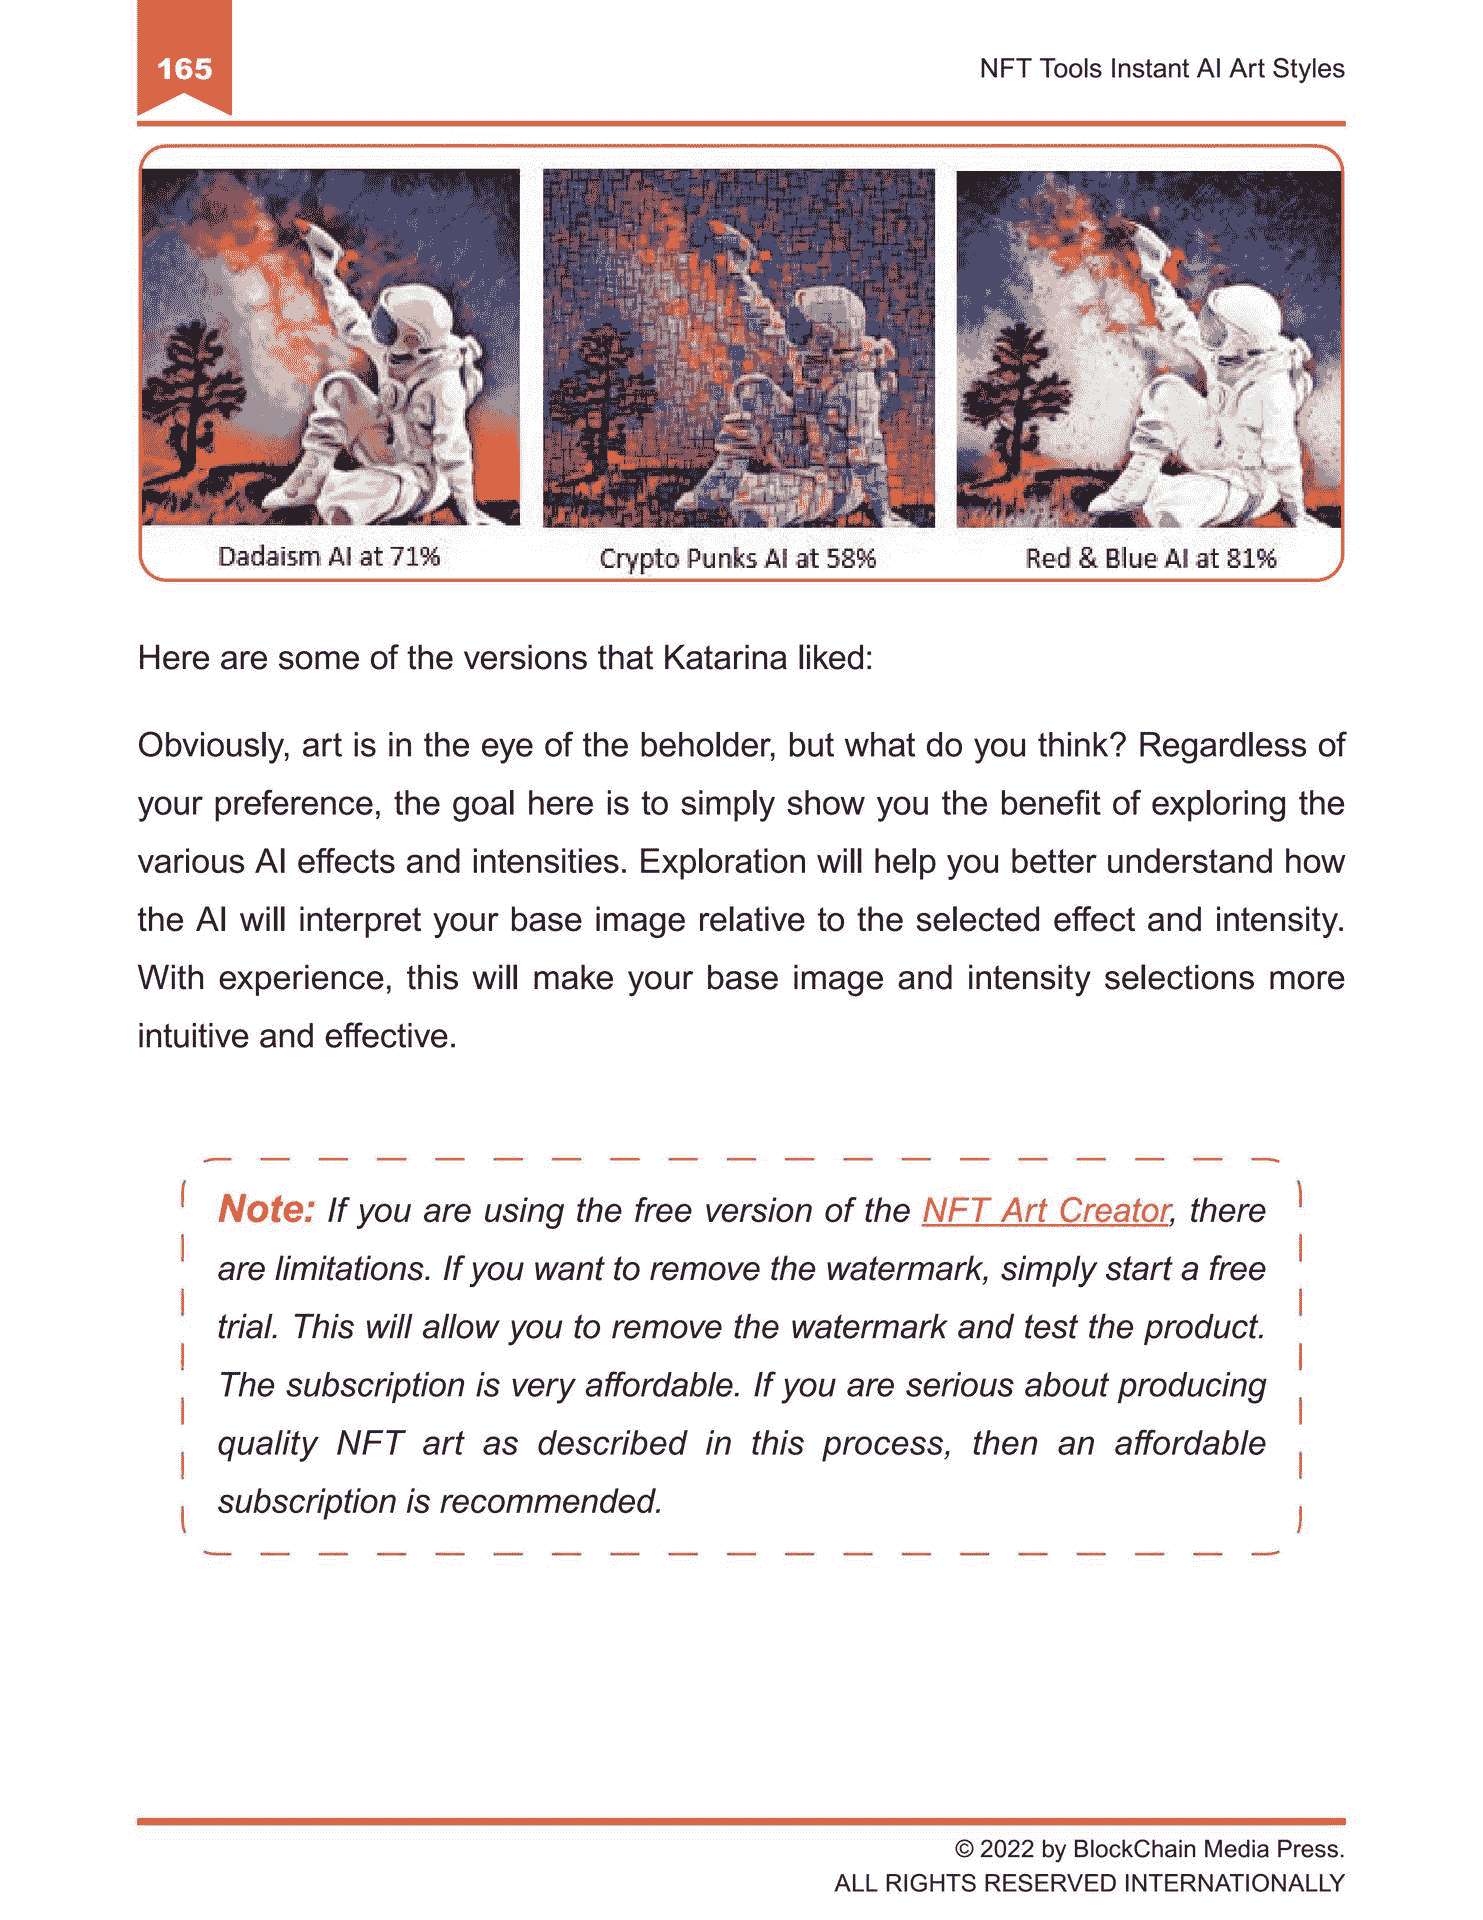 165
NFT Tools Instant AI Art Styles
Dadaism AI at 71%
Crypto Punks AI at 58%
Red & Blue AI at 81%
Here are some of the versions that Katarina liked:
Obviously, art is in the eye of the beholder, but what do you think? Regardless of
your preference, the goal here is to simply show you the benefit of exploring the
various AI effects and intensities. Exploration will help you better understand how
the AI will interpret your base image relative to the selected effect and intensity.
With experience, this will make your base image and intensity selections more
intuitive and effective.
Note: If you are using the free version of the NFT Art Creator, there
are limitations. If you want to remove the watermark, simply start a free
trial. This will allow you to remove the watermark and test the product.
The subscription is very affordable. If you are serious about producing
quality NFT art as described in this process, then an affordable
subscription is recommended.
© 2022 by BlockChain Media Press.
ALL RIGHTS RESERVED INTERNATIONALLY